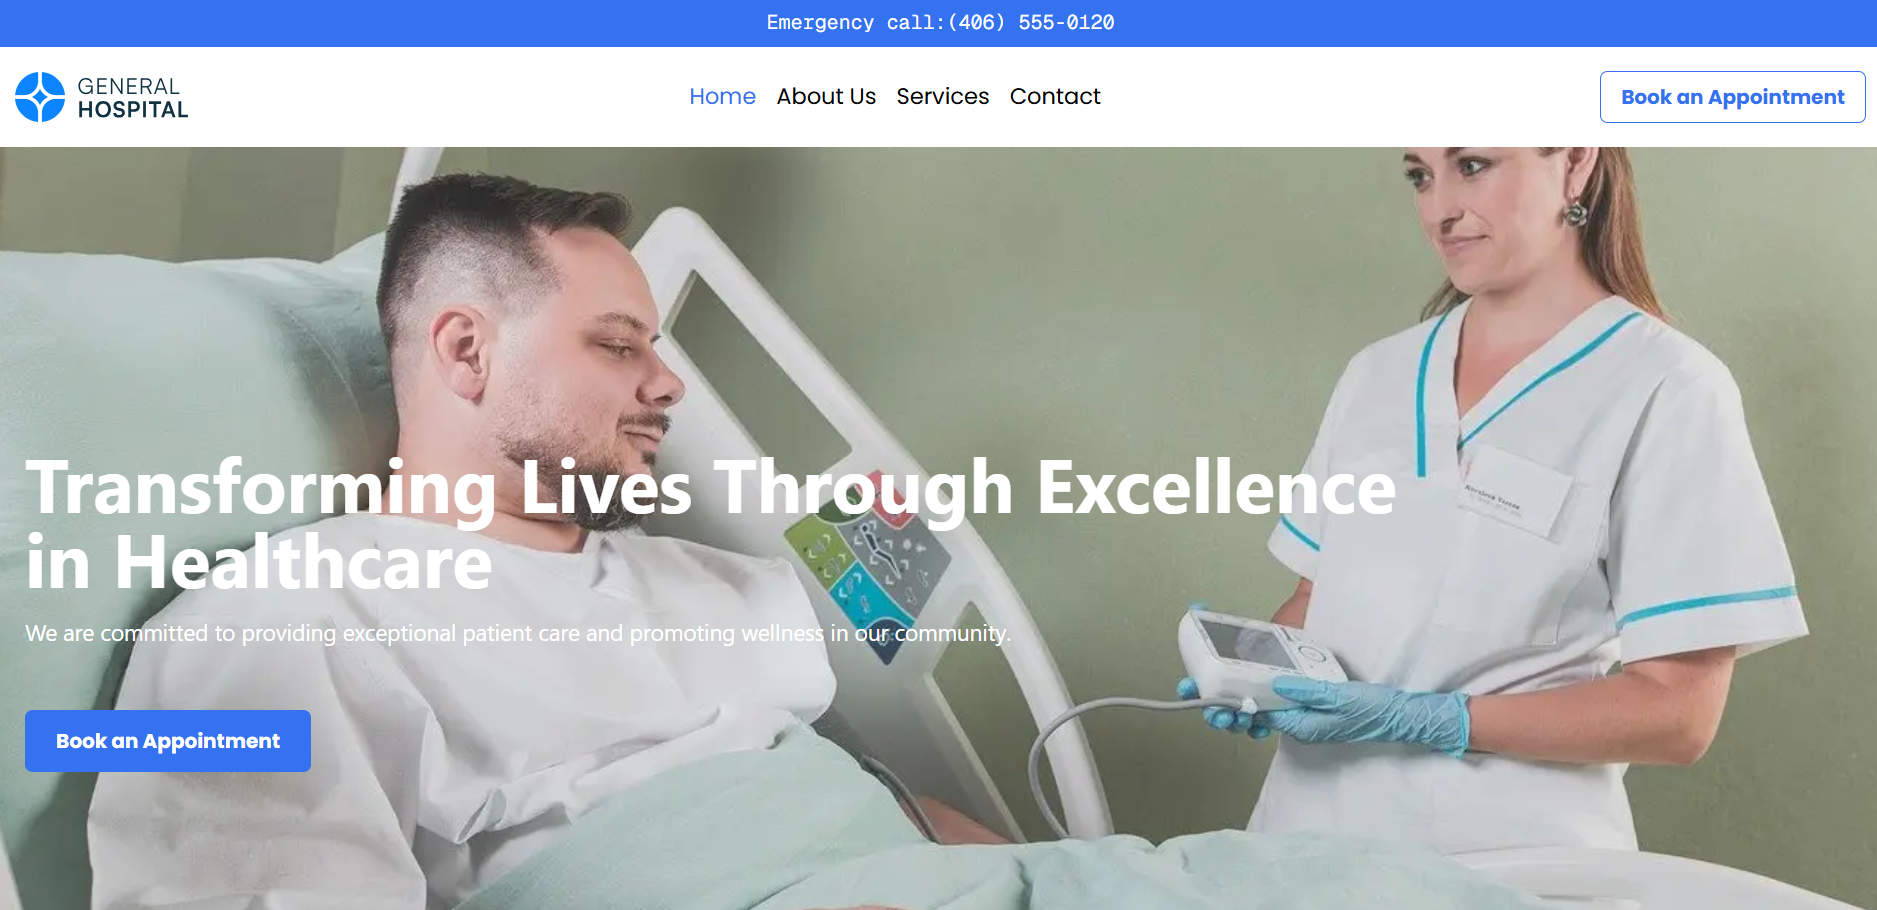 Emergency call:(406) 555-0120
GENERAL
HOSPITAL
Home About Us Services Contact
Book an Appointment
Transforming Lives Through Excellence
in Healthcare
We are committed to providing exceptional patient care and promoting wellness in our community.
Book an Appointment